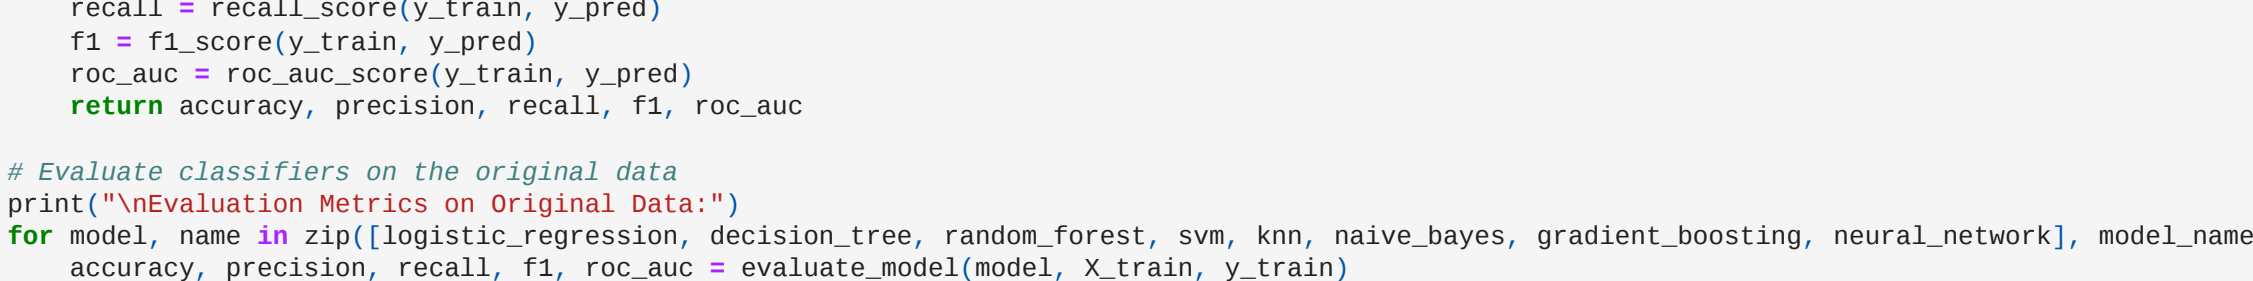 recall = recall_score(y_train, y_pred)
    f1 = f1_score(y_train, y_pred)
    roc_auc = roc_auc_score(y_train, y_pred)
    return accuracy, precision, recall, f1, roc_auc

# Evaluate classifiers on the original data
print("\nEvaluation Metrics on Original Data:")
for model, name in zip([logistic_regression, decision_tree, random_forest, svm, knn, naive_bayes, gradient_boosting, neural_network], model_name
    accuracy, precision, recall, f1, roc_auc = evaluate_model(model, X_train, y_train)